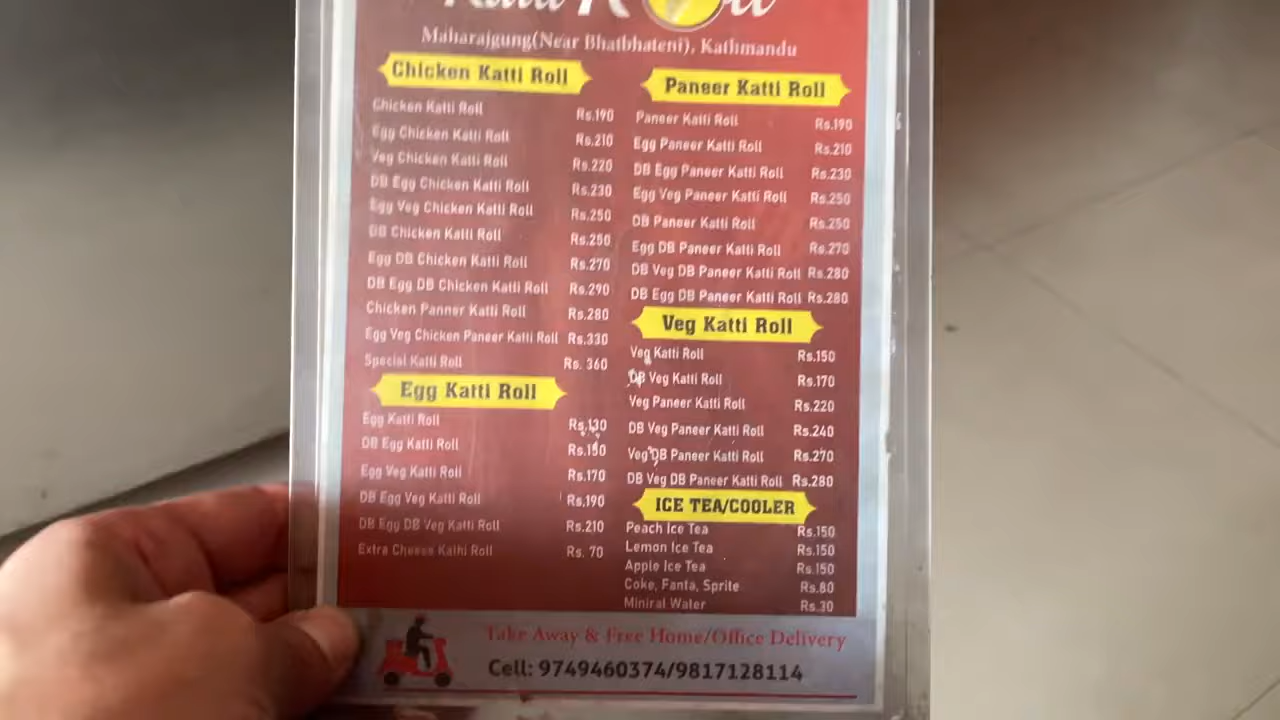 Maharajgung(Near Bhatbhateni), Kathmandu
Chicken Katti Roll
Chicken Katti Roll Rs.190
Egg Chicken Katti Roll Rs.210
Veg Chicken Katti Roll Rs.220
DB Egg Chicken Katti Roll Rs.230
Egg Veg Chicken Katti Roll Rs.250
DB Chicken Katti Roll Rs.250
Egg DB Chicken Katti Roll Rs.270
DB Egg DB Chicken Katti Roll Rs.290
Chicken Panner Katti Roll Rs.280
Egg Veg Chicken Paneer Katti Roll Rs.330
Special Katti Roll Rs. 360
Egg Katti Roll
Egg Katti Roll Rs.130
DB Egg Katti Roll Rs.150
Egg Veg Katti Roll Rs.170
DB Egg Veg Katti Roll Rs.190
DB Egg DB Veg Katti Roll Rs.210
Extra Cheese Kathi Roll Rs. 70
Paneer Katti Roll
Paneer Katti Roll Rs.190
Egg Paneer Katti Roll Rs.210
DB Egg Paneer Katti Roll Rs.230
Egg Veg Paneer Katti Roll Rs.250
DB Paneer Katti Roll Rs.250
Egg DB Paneer Katti Roll Rs.270
DB Veg DB Paneer Katti Roll Rs.280
DB Egg DB Paneer Katti Roll Rs.280
Veg Katti Roll
Veg Katti Roll Rs.150
DB Veg Katti Roll Rs.170
Veg Paneer Katti Roll Rs.220
DB Veg Paneer Katti Roll Rs.240
Veg DB Paneer Katti Roll Rs.270
DB Veg DB Paneer Katti Roll Rs.280
ICE TEA/COOLER
Peach Ice Tea Rs.150
Lemon Ice Tea Rs.150
Apple Ice Tea Rs.150
Coke, Fanta, Sprite Rs.80
Miniral Water Rs.30
Take Away & Free Home/Office Delivery
Cell: 9749460374/9817128114